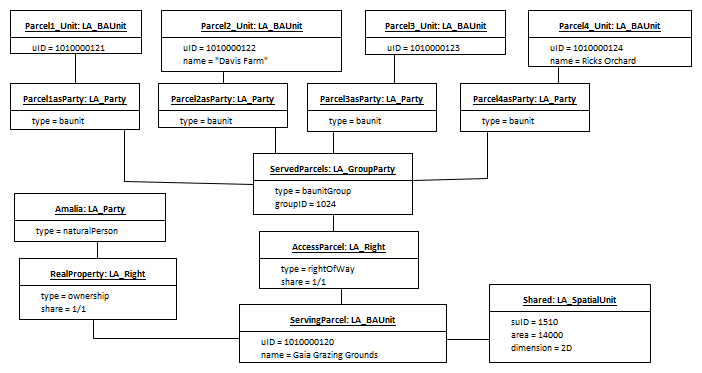 Parcel1_Unit: LA_BAUnit
uID = 1010000121
Parcel2_Unit: LA_BAUnit
uID = 1010000122
name = "Davis Farm"
Parcel3_Unit: LA_BAUnit
uID = 1010000123
Parcel4_Unit: LA_BAUnit
uID = 1010000124
name = Ricks Orchard
Parcel1asParty: LA_Party
type = baunit
Parcel2asParty: LA_Party
type = baunit
Parcel3asParty: LA_Party
type = baunit
Parcel4asParty: LA_Party
type = baunit
ServedParcels: LA_GroupParty
type = baunitGroup
groupID = 1024
Amalia: LA_Party
type = naturalPerson
AccessParcel: LA_Right
type = rightOfWay
share = 1/1
RealProperty: LA_Right
type = ownership
share = 1/1
ServingParcel: LA_BAUnit
uID = 1010000120
name = Gaia Grazing Grounds
Shared: LA_SpatialUnit
suID = 1510
area = 14000
dimension = 2D